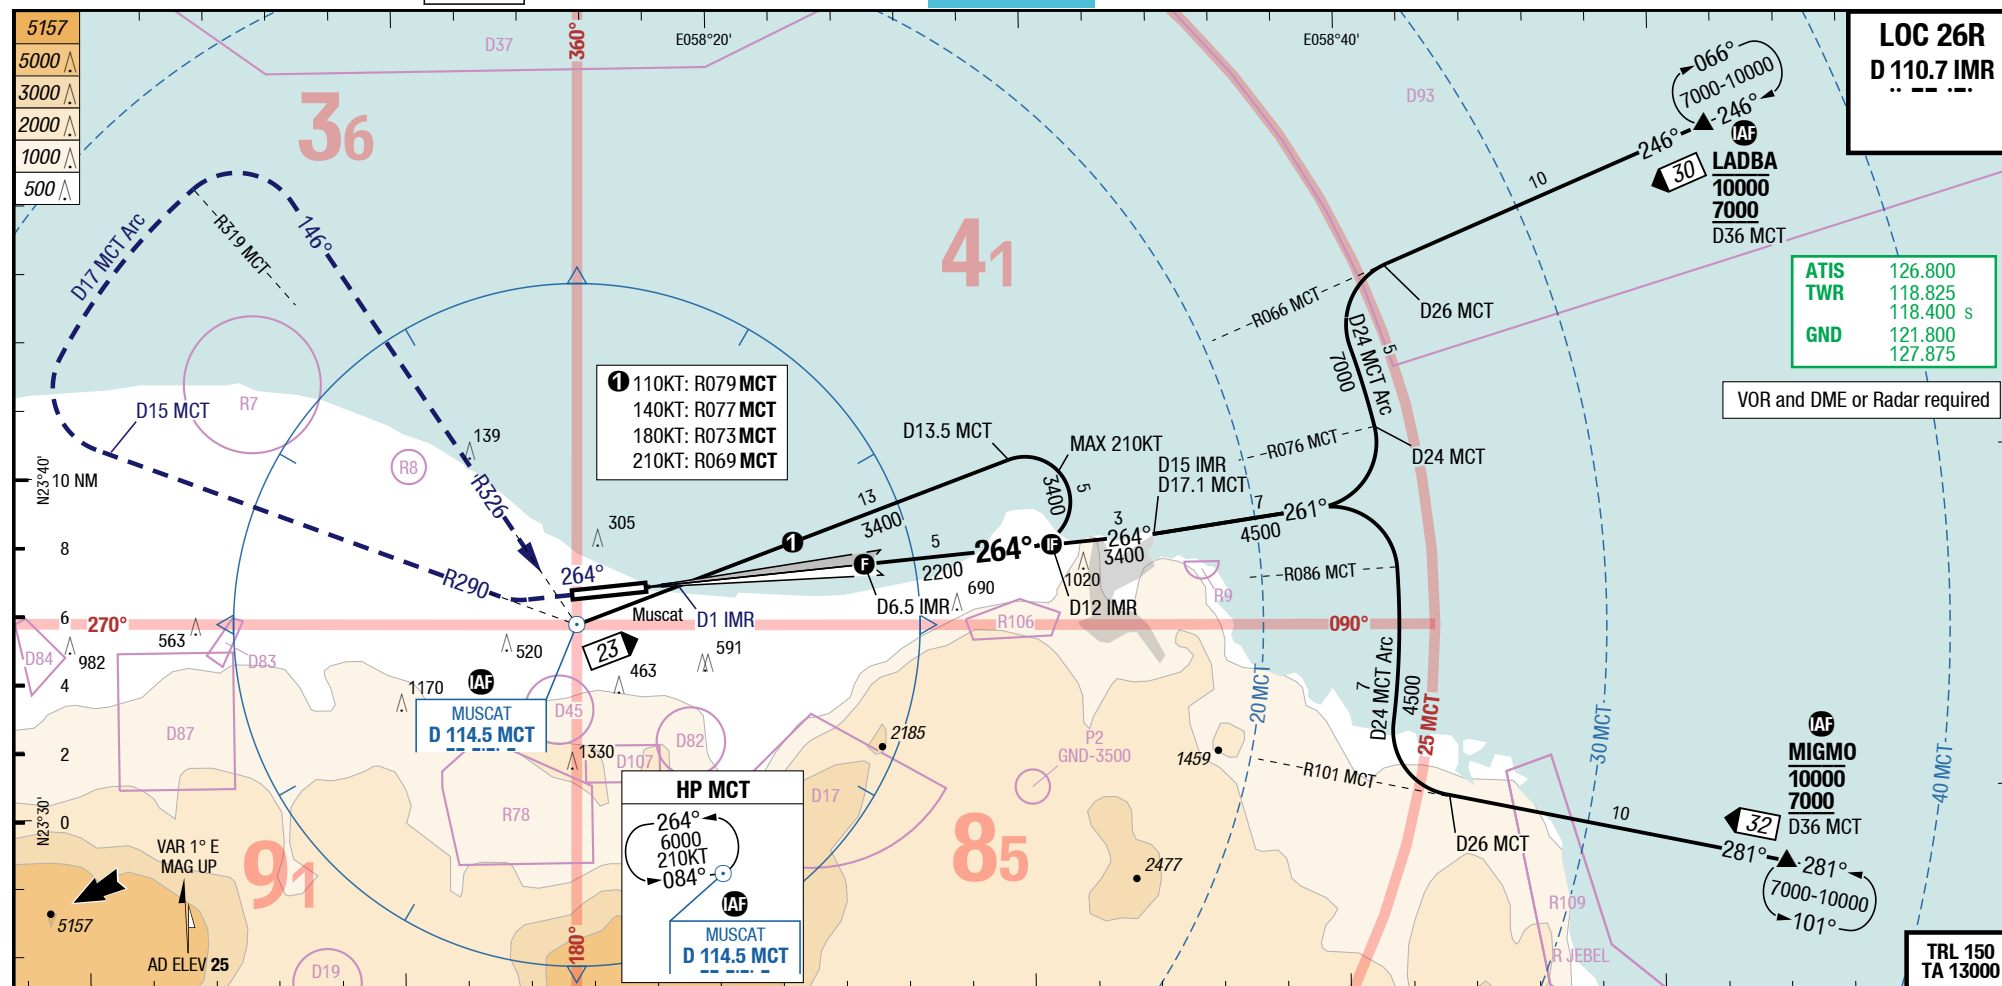 5157
5000
3000
2000
1000
500
D37
360°
E058°20'
E058°40'
D93
36
41
91
85
066°
7000-10000
246°
246°
IAF
LADBA
10000
7000
D36 MCT
30
10
LOC 26R
D 110.7 IMR
ATIS 126.800
TWR 118.825
118.400 S
GND 121.800
127.875
VOR and DME or Radar required
D17 MCT Arc
R319 MCT
146°
R7
D15 MCT
R8
139
R326
R290
305
1 110KT: R079 MCT
140KT: R077 MCT
180KT: R073 MCT
210KT: R069 MCT
R066 MCT
D26 MCT
D24 MCT Arc
7000
5
R076 MCT
D24 MCT
D13.5 MCT
MAX 210KT
D15 IMR
D17.1 MCT
13
3400
1
3400
5
5
2200
264°
IF
3
264°
3400
7
4500
261°
F
D6.5 IMR
690
1020
D12 IMR
R086 MCT
R9
N23°40'
10 NM
8
6
4
2
0
N23°30'
264°
Muscat
D1 IMR
270°
090°
R106
563
D84
982
D83
520
23
463
591
1170
IAF
MUSCAT
D 114.5 MCT
D45
D82
1330
D107
D87
R78
D17
2185
P2
GND-3500
1459
2477
20 MCT
25 MCT
30 MCT
40 MCT
D24 MCT Arc
7
4500
R101 MCT
D26 MCT
10
IAF
MIGMO
10000
7000
D36 MCT
32
281°
281°
7000-10000
101°
R109
R JEBEL
HP MCT
264°
6000
210KT
084°
IAF
MUSCAT
D 114.5 MCT
180°
VAR 1° E
MAG UP
5157
AD ELEV 25
D19
TRL 150
TA 13000